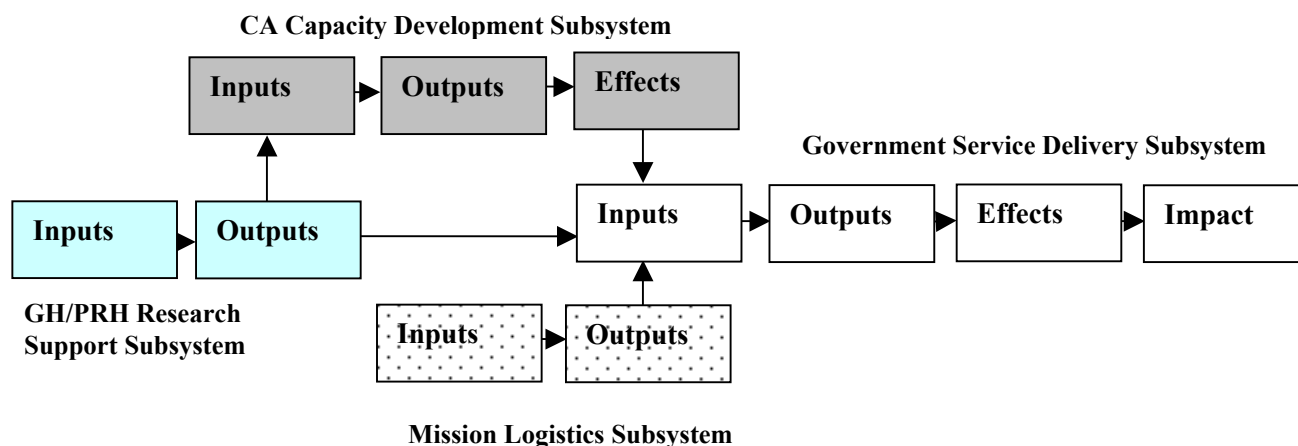 CA Capacity Development Subsystem
Inputs
Outputs
Effects
Government Service Delivery Subsystem
Inputs
Outputs
Inputs
Outputs
Effects
Impact
GH/PRH Research
Support Subsystem
Inputs
Outputs
Mission Logistics Subsystem